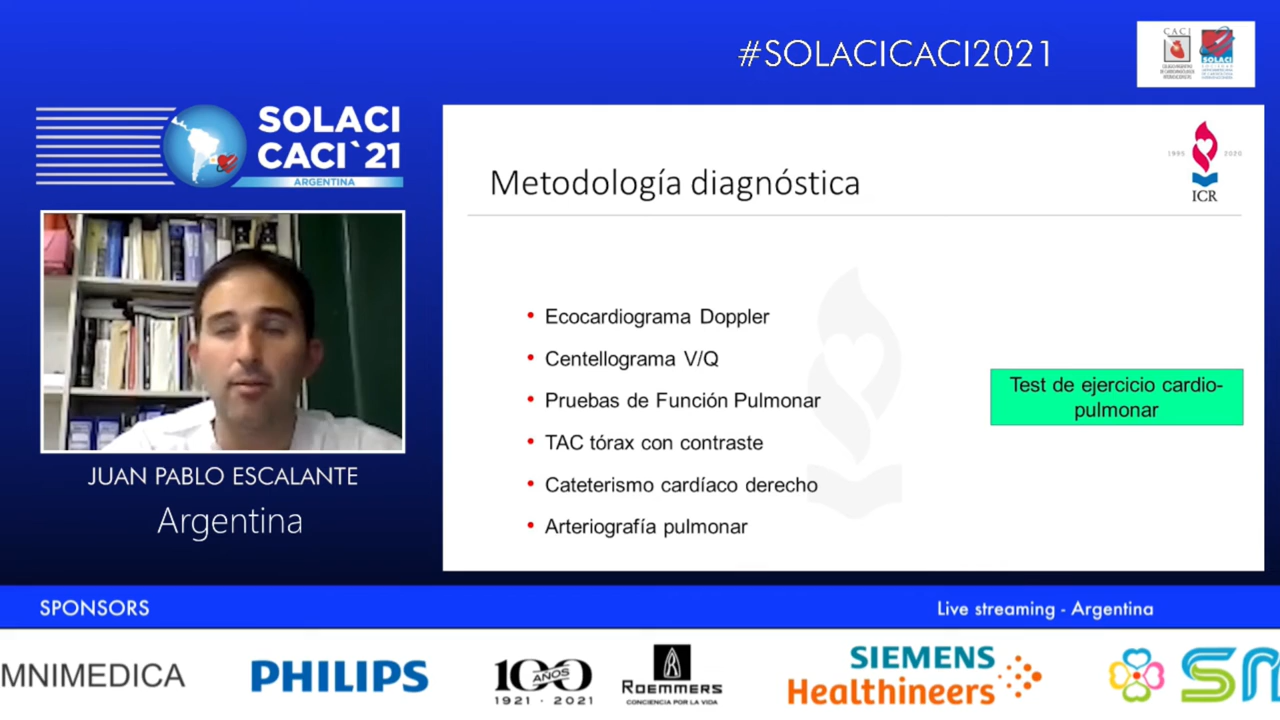 #SOLACICACI2021
CACI
SOLACI
SOLACI
CACI`21
ARGENTINA
1995 2020
ICR
Metodología diagnóstica
• Ecocardiograma Doppler
• Centellograma V/Q
• Pruebas de Función Pulmonar
• TAC tórax con contraste
• Cateterismo cardíaco derecho
• Arteriografía pulmonar
Test de ejercicio cardio-
pulmonar
JUAN PABLO ESCALANTE
Argentina
SPONSORS
Live streaming - Argentina
MNIMEDICA
PHILIPS
100
AÑOS
1921 · 2021
ROEMMERS
CONCIENCIA POR LA VIDA
SIEMENS
Healthineers